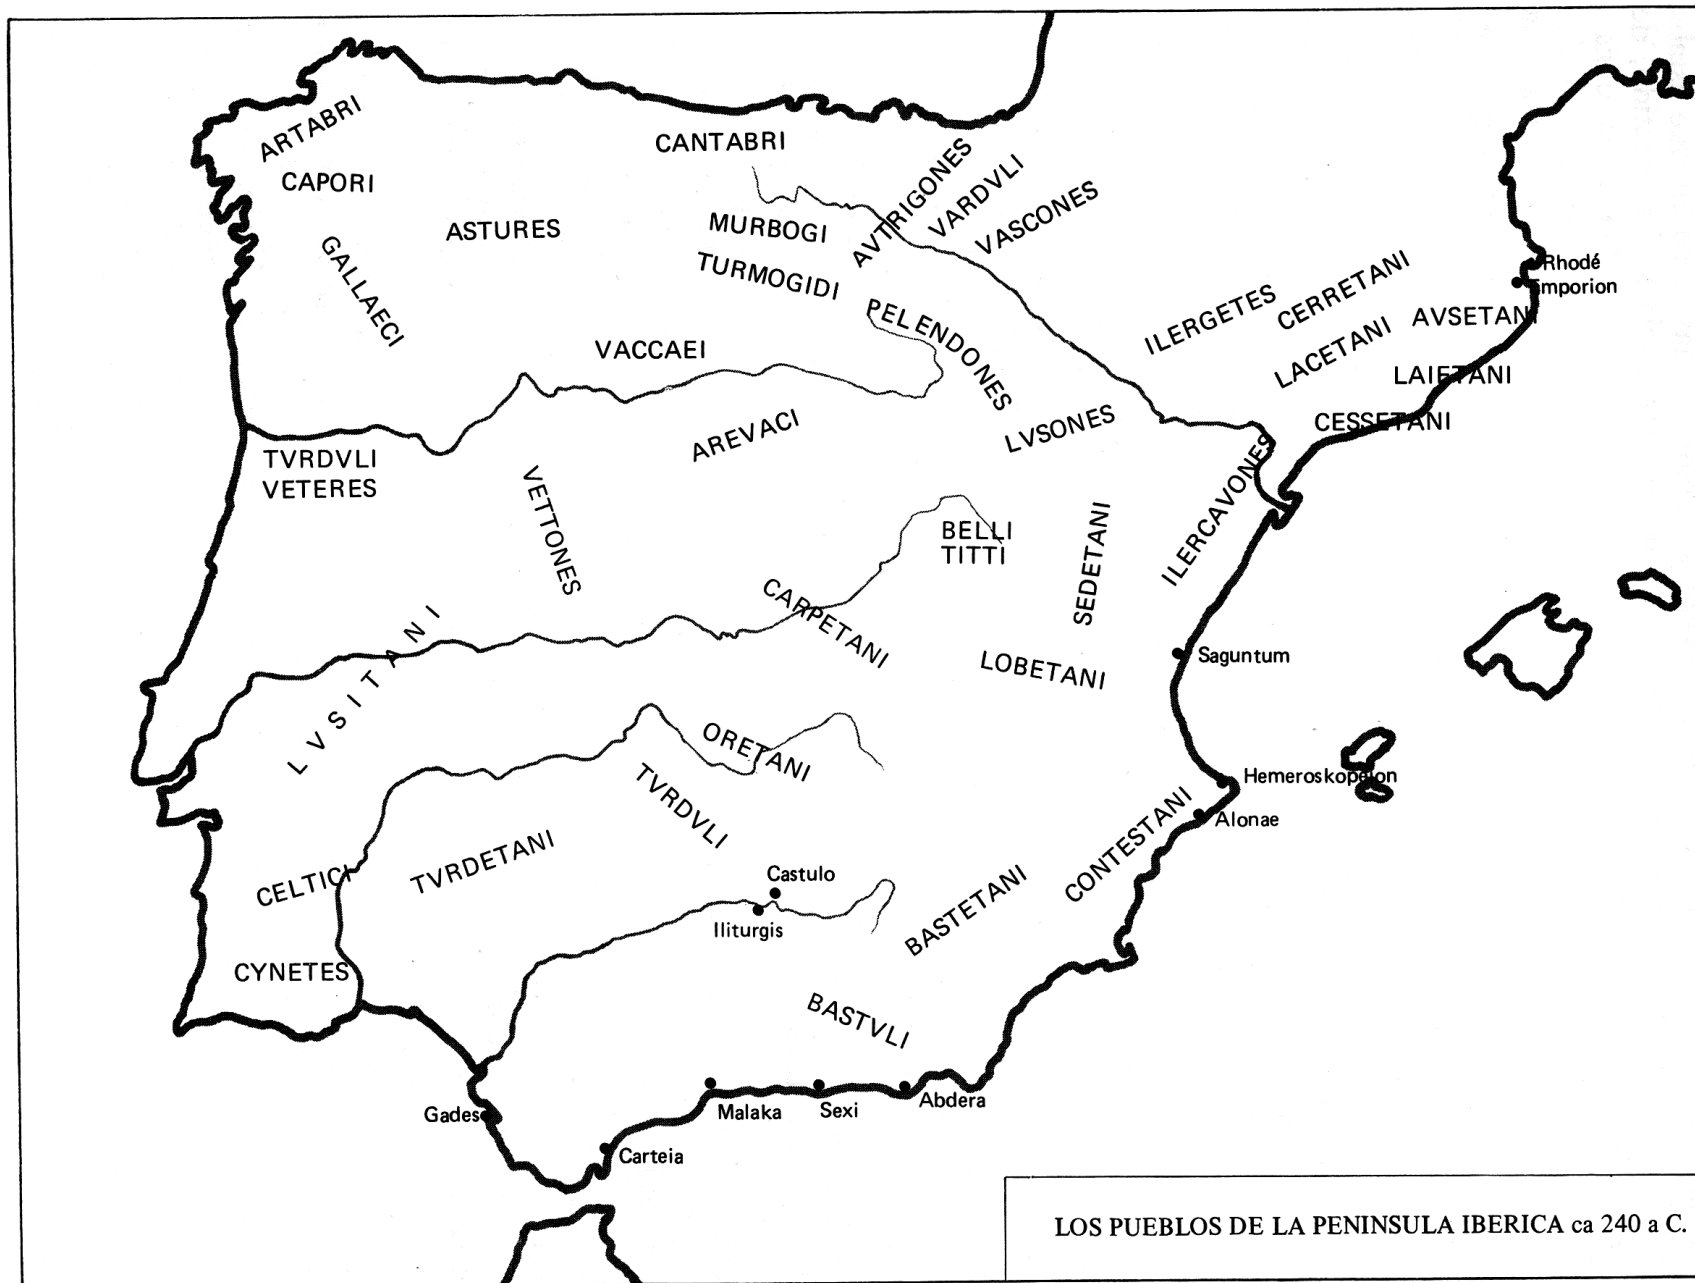 ARTABRI
CANTABRI
CAPORI
AVTRIGONES
VARDVLI
VASCONES
ASTURES
MURBOGI
GALLAECI
TURMOGIDI
CERRETANI
Rhodé
Emporion
ILERGETES
AVSETANI
PELENDONES
VACCAEI
LACETANI
LAIETANI
CESSETANI
AREVACI
LVSONES
TVRDVLI
VETERES
ILERCAVONES
VETTONES
BELLI
TITTI
SEDETANI
CARPETANI
LVSITANI
LOBETANI
Saguntum
ORETANI
Hemeroskopeion
TVRDVLI
CONTESTANI
Alonae
TVRDETANI
CELTICI
Castulo
Iliturgis
BASTETANI
CYNETES
BASTVLI
Gades
Malaka
Sexi
Abdera
Carteia
LOS PUEBLOS DE LA PENINSULA IBERICA ca 240 a C.